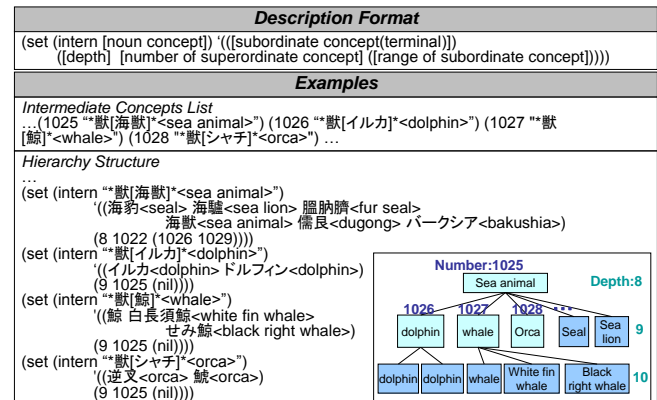 Description Format
(set (intern [noun concept]) ‘(([subordinate concept(terminal)])
([depth] [number of superordinate concept] ([range of subordinate concept]))))
Examples
Intermediate Concepts List
…(1025 “*獣[海獣]*<sea animal>”) (1026 “*獣[イルカ]*<dolphin>”) (1027 "*獣
[鯨]*<whale>") (1028 "*獣[シャチ]*<orca>") …
Hierarchy Structure
…
(set (intern “*獣[海獣]*<sea animal>”)
‘((海豹<seal> 海驢<sea lion> 膃肭臍<fur seal>
海獣<sea animal> 儒艮<dugong> バークシア<bakushia>)
(8 1022 (1026 1029))))
(set (intern “*獣[イルカ]*<dolphin>”)
‘((イルカ<dolphin> ドルフィン<dolphin>)
(9 1025 (nil))))
(set (intern “*獣[鯨]*<whale>”)
‘((鯨 白長須鯨<white fin whale>
せみ鯨<black right whale>)
(9 1025 (nil))))
(set (intern “*獣[シャチ]*<orca>”)
‘((逆叉<orca> 鯱<orca>)
(9 1025 (nil))))
Number:1025
Sea animal
Depth:8
1026 1027 1028 …
dolphin whale Orca Seal Sea lion 9
dolphin dolphin whale White fin whale Black right whale 10